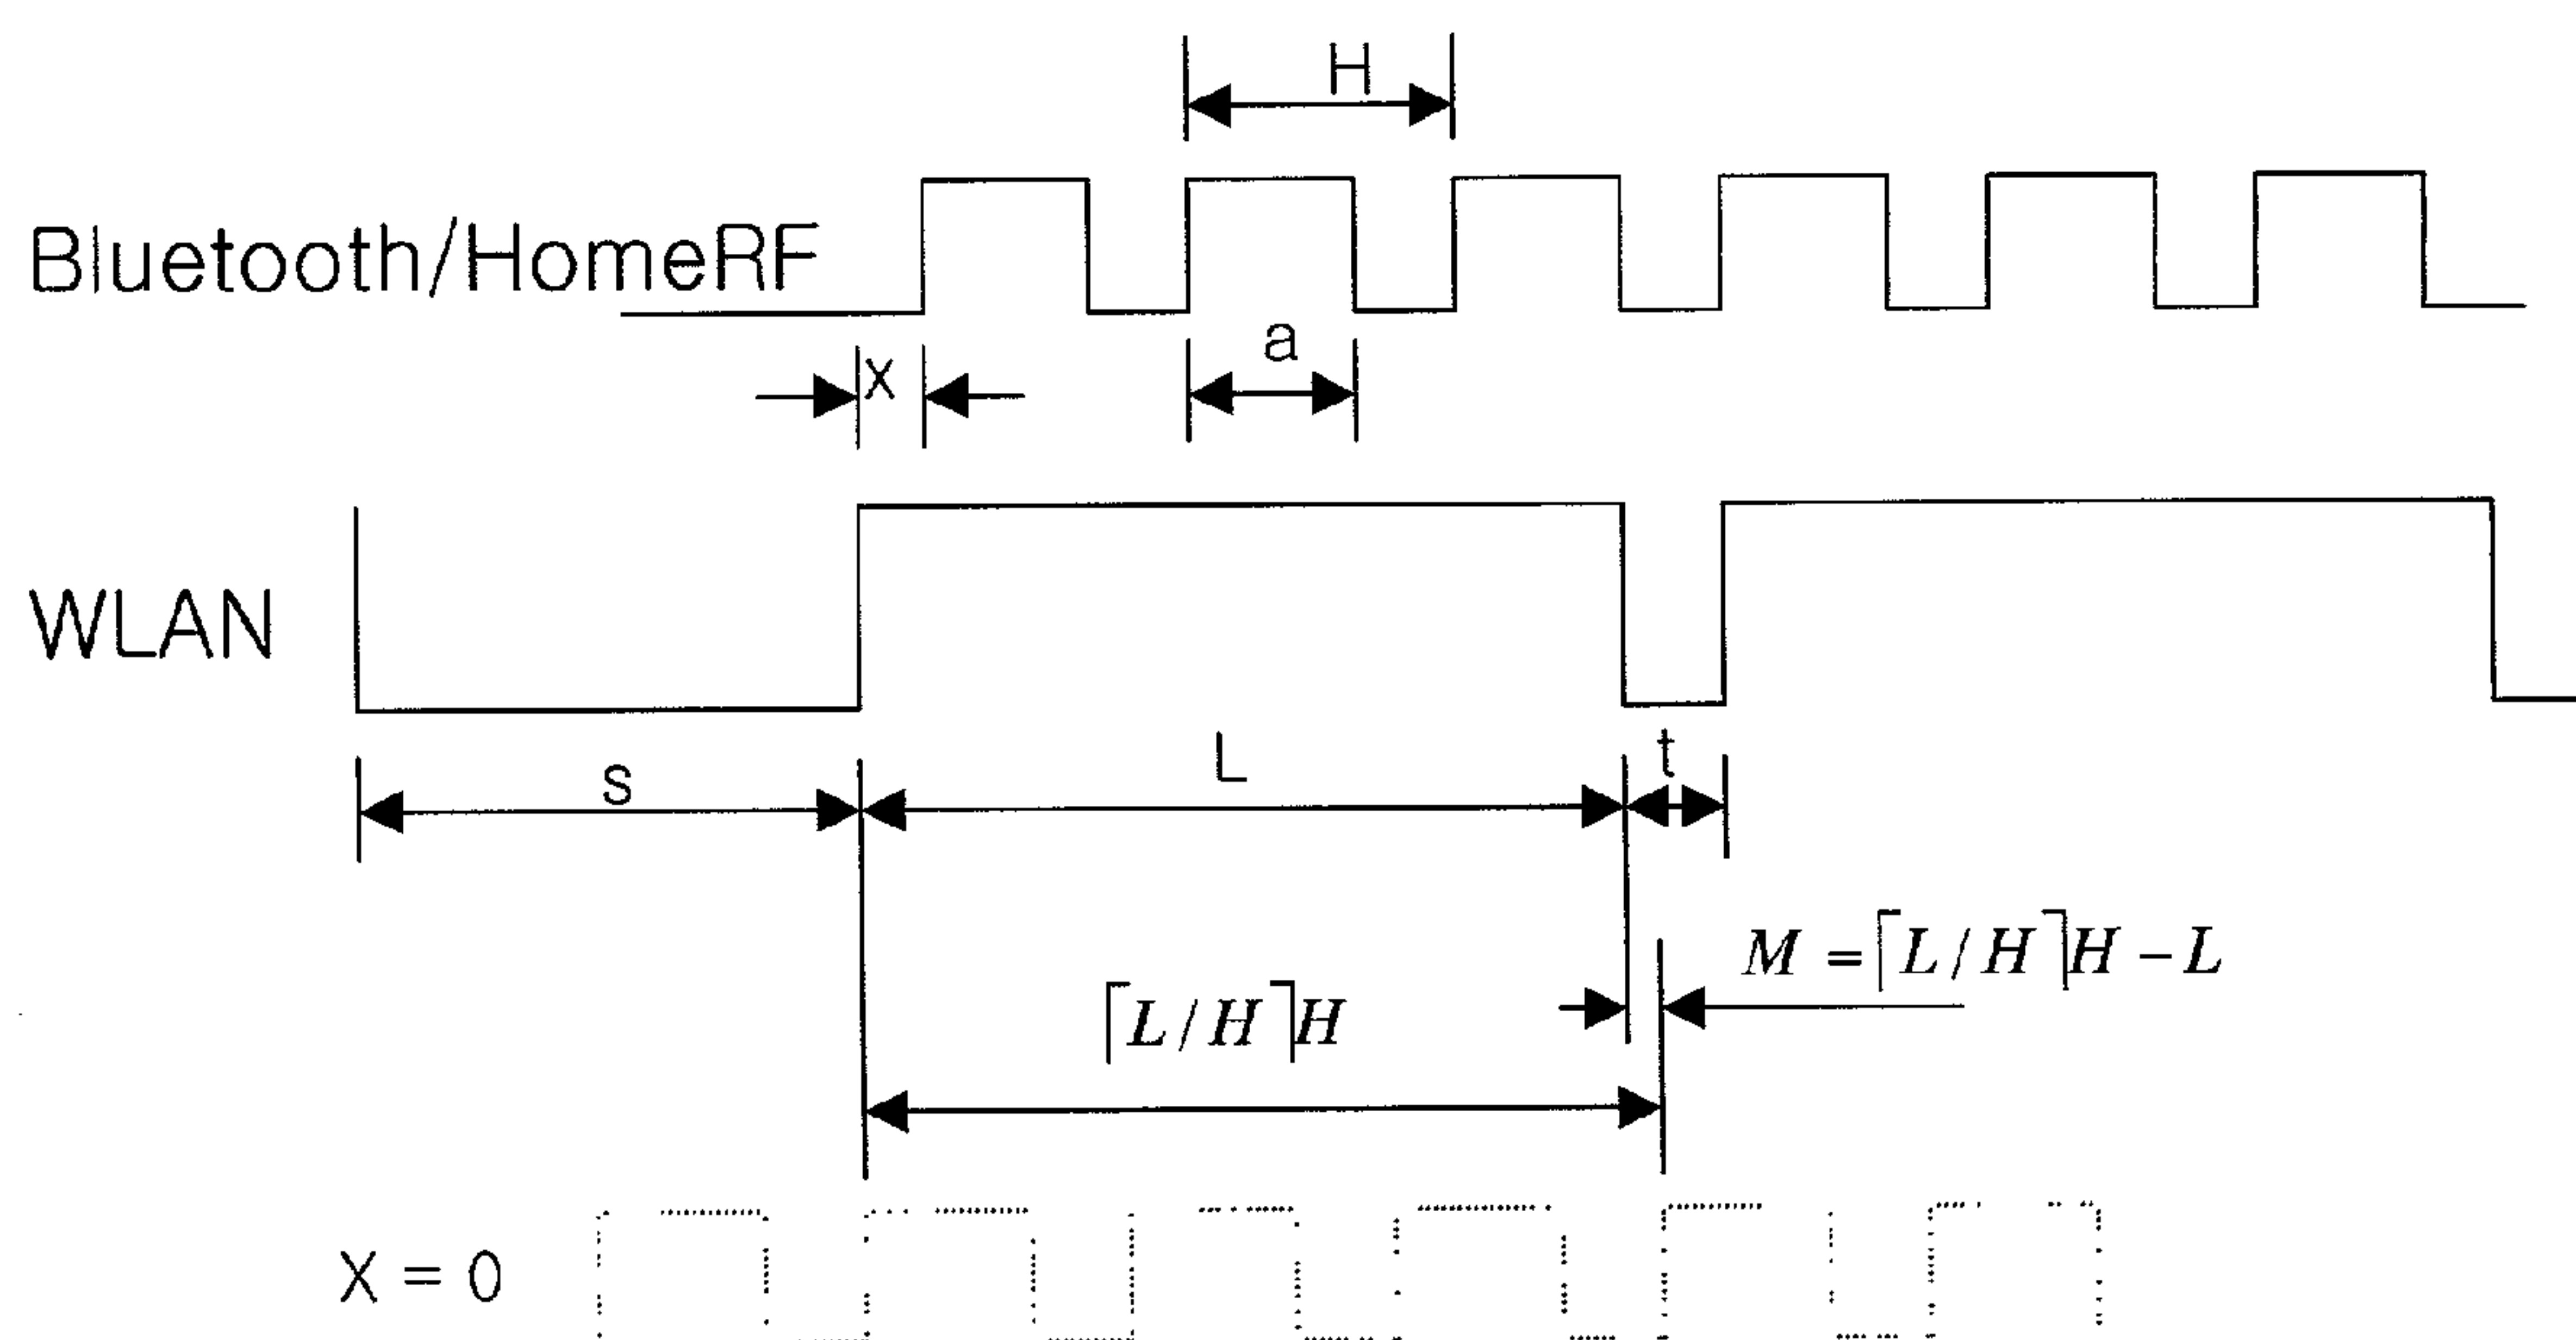 H
Bluetooth/HomeRF
a
x
WLAN
L
t
S
M = ⌈L/H⌉H − L
⌈L/H⌉H
X = 0